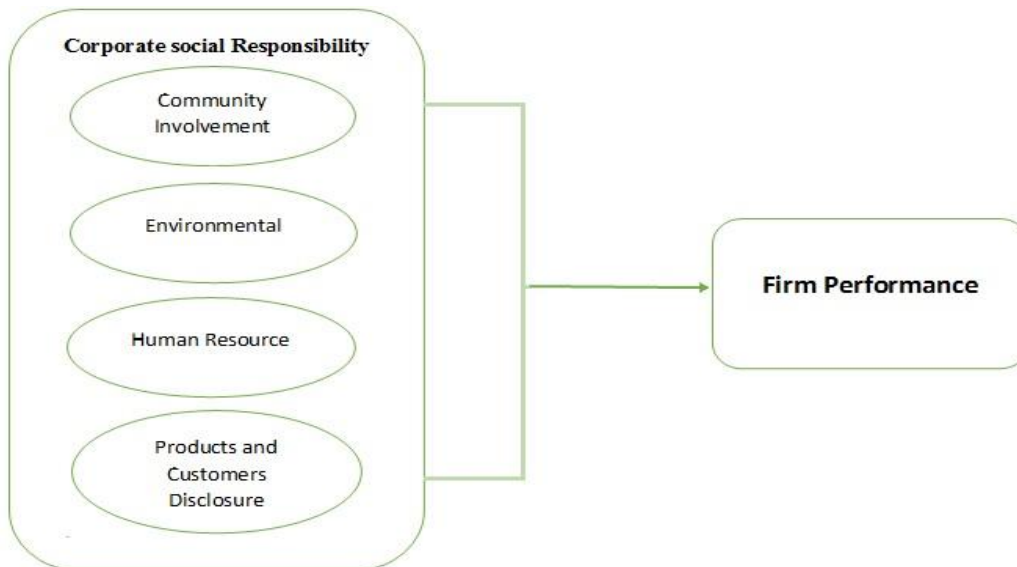 Corporate social Responsibility
Community
Involvement
Environmental
Human Resource
Products and
Customers
Disclosure
Firm Performance